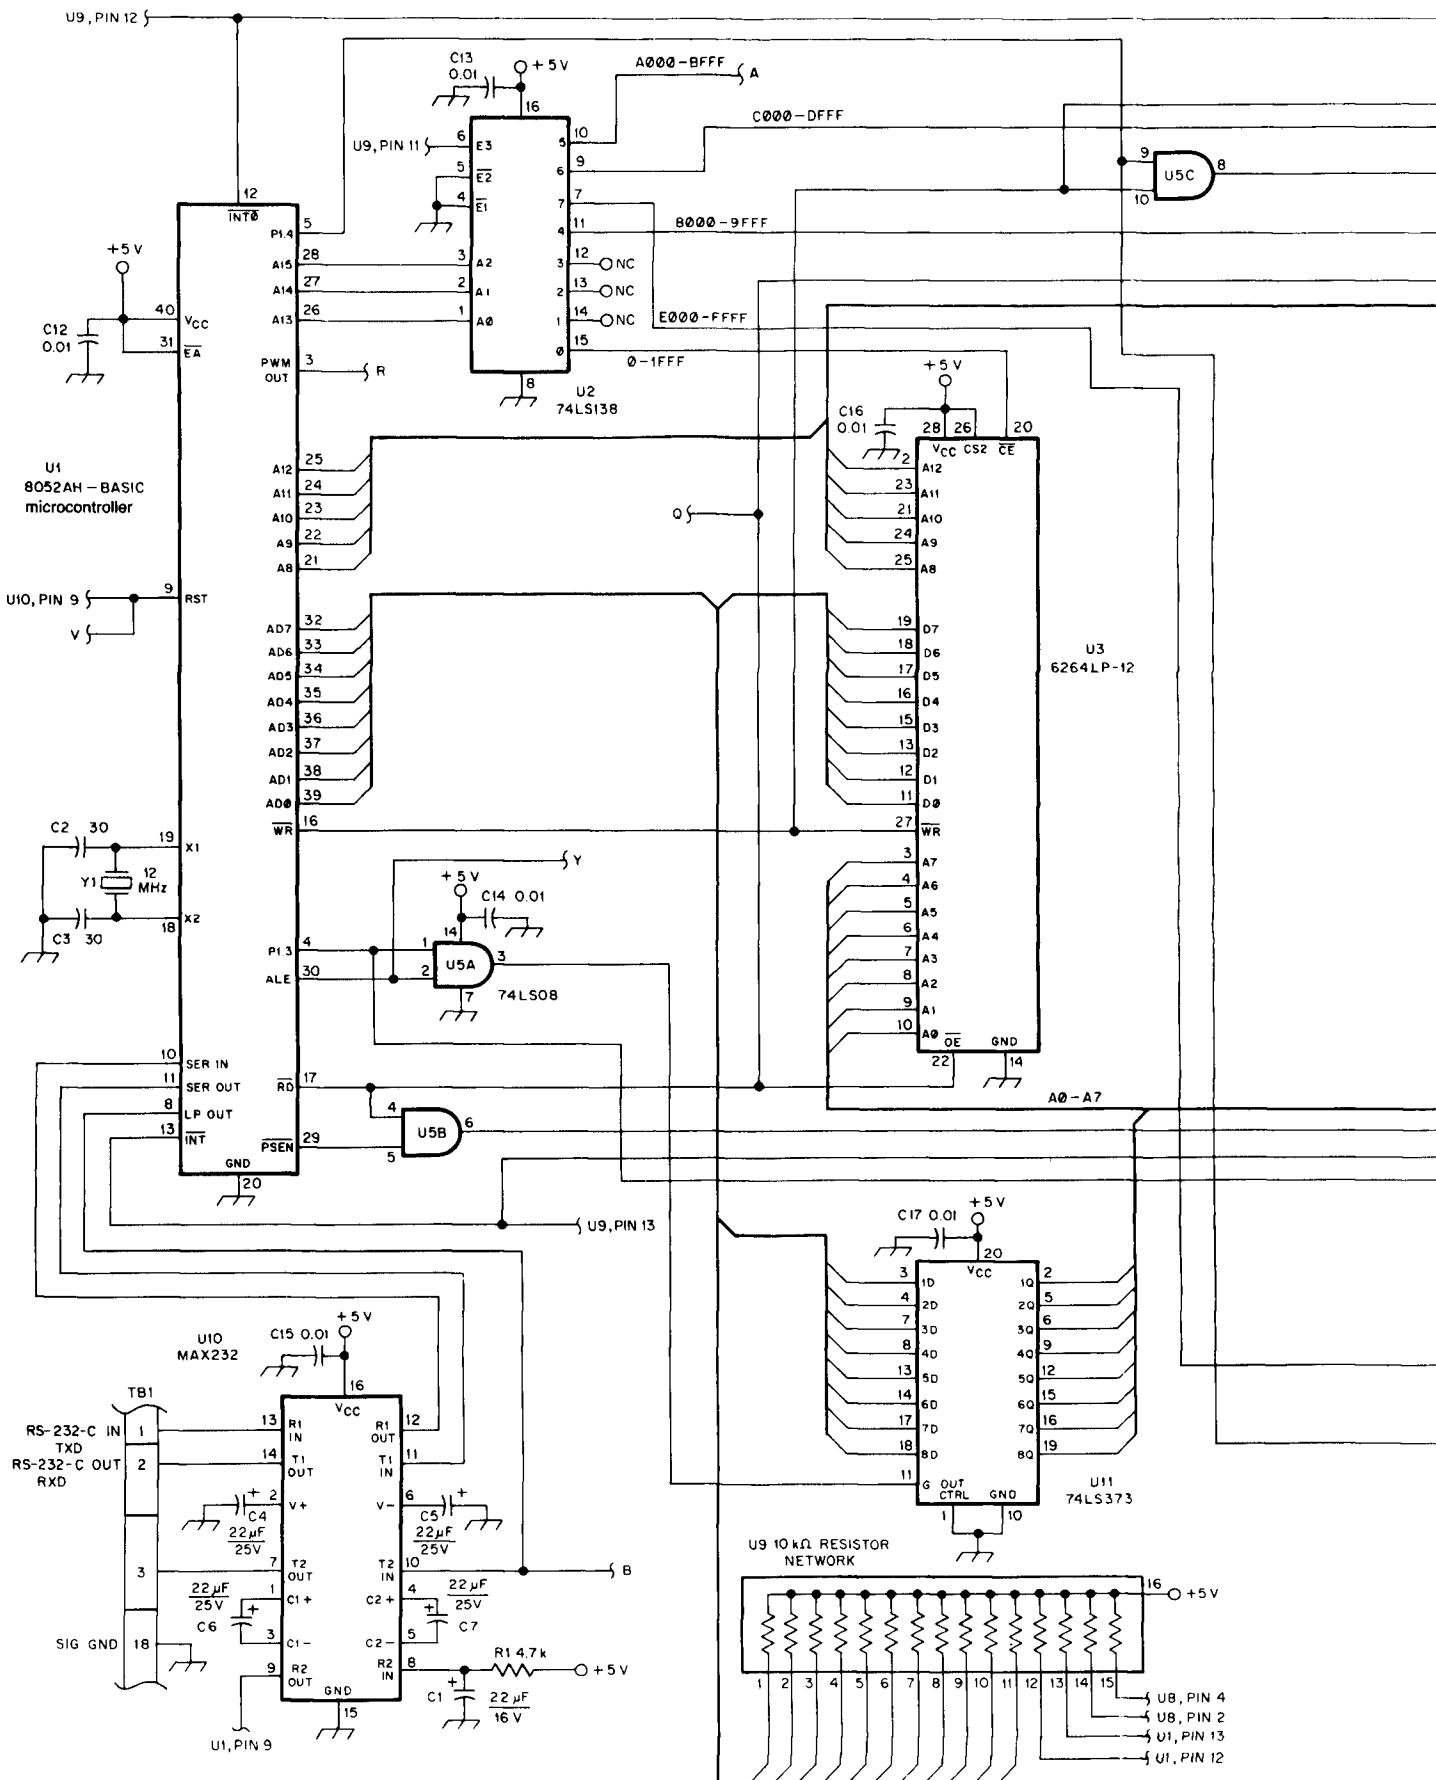 U9, PIN 12
C13
0.01
+5V
A000-BFFF
A
16
C000-DFFF
U9, PIN 11
6 E3
5 E2
4 E1
3 A2
2 A1
1 A0
10 5
9 6
7 7
11 4
8000-9FFF
12 3 NC
13 2 NC
14 1 NC
E000-FFFF
15 0
0-1FFF
8
U2
74LS138
9
10
U5C
8
12
INT0
P1.4 5
A15 28
A14 27
A13 26
+5V
C12
0.01
40 VCC
31 EA
PWM
OUT 3
R
U1
8052AH-BASIC
microcontroller
A12 25
A11 24
A10 23
A9 22
A8 21
U10, PIN 9
9 RST
V
AD7 32
AD6 33
AD5 34
AD4 35
AD3 36
AD2 37
AD1 38
AD0 39
WR 16
C2 30
19 X1
Y1 12
MHz
X2
18
C3 30
P1.3 4
ALE 30
10 SER IN
11 SER OUT
8 LP OUT
13 INT
RD 17
PSEN 29
GND
20
Q
+5V
C16
0.01
28 26 20
VCC CS2 CE
2 A12
23 A11
21 A10
24 A9
25 A8
19 D7
18 D6
17 D5
16 D4
15 D3
13 D2
12 D1
11 D0
27 WR
3 A7
4 A6
5 A5
6 A4
7 A3
8 A2
9 A1
10 A0
OE GND
22 14
U3
6264LP-12
Y
+5V
C14 0.01
14
1
2
U5A
3
7
74LS08
4
5
U5B
6
A0-A7
U9, PIN 13
+5V
C17 0.01
20
VCC
3 1D 1Q 2
4 2D 2Q 5
7 3D 3Q 6
8 4D 4Q 9
13 5D 5Q 12
14 6D 6Q 15
17 7D 7Q 16
18 8D 8Q 19
11 G OUT
CTRL GND
1 10
U11
74LS373
+5V
C15 0.01
U10
MAX232
16
VCC
TB1
RS-232-C IN 1
TXD
RS-232-C OUT 2
RXD
3
SIG GND 18
13 R1
IN
14 T1
OUT
2 V+
C4
22µF
25V
7 T2
OUT
1 C1+
22µF
25V
C6
3 C1-
9 R2
OUT
GND
15
U1, PIN 9
R1
OUT 12
T1
IN 11
V- 6
C5
22µF
25V
T2
IN 10
B
C2+ 4
22µF
25V
C7
C2- 5
R2
IN 8
R1 4.7k
+5V
C1
22µF
16V
U9 10kΩ RESISTOR
NETWORK
16
+5V
1 2 3 4 5 6 7 8 9 10 11 12 13 14 15
U8, PIN 4
U8, PIN 2
U1, PIN 13
U1, PIN 12